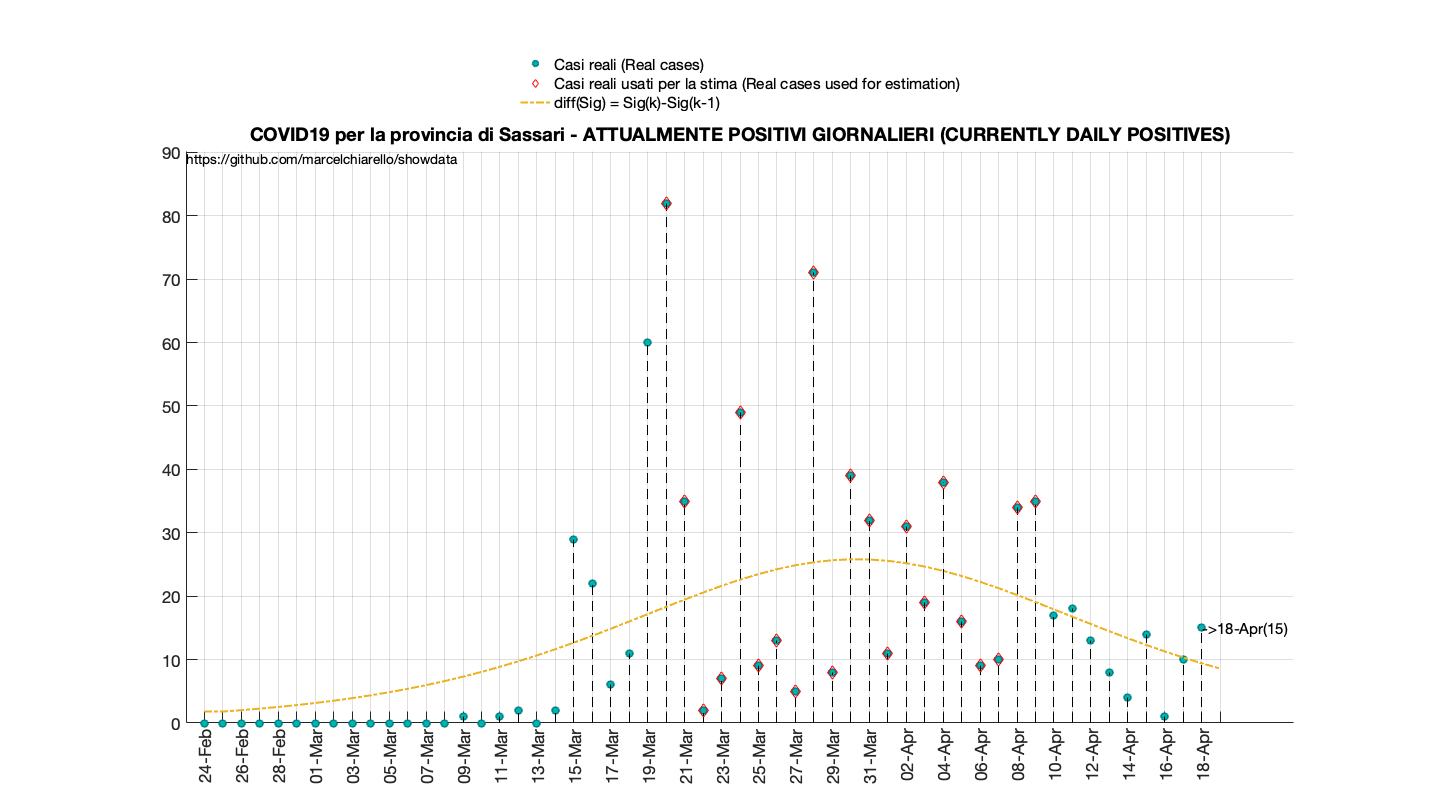 Casi reali (Real cases)
Casi reali usati per la stima (Real cases used for estimation)
diff(Sig) = Sig(k)-Sig(k-1)
COVID19 per la provincia di Sassari - ATTUALMENTE POSITIVI GIORNALIERI (CURRENTLY DAILY POSITIVES)
https://github.com/marcelchiarello/showdata
90
80
70
60
50
40
30
20
10
0
->18-Apr(15)
24-Feb
26-Feb
28-Feb
01-Mar
03-Mar
05-Mar
07-Mar
09-Mar
11-Mar
13-Mar
15-Mar
17-Mar
19-Mar
21-Mar
23-Mar
25-Mar
27-Mar
29-Mar
31-Mar
02-Apr
04-Apr
06-Apr
08-Apr
10-Apr
12-Apr
14-Apr
16-Apr
18-Apr